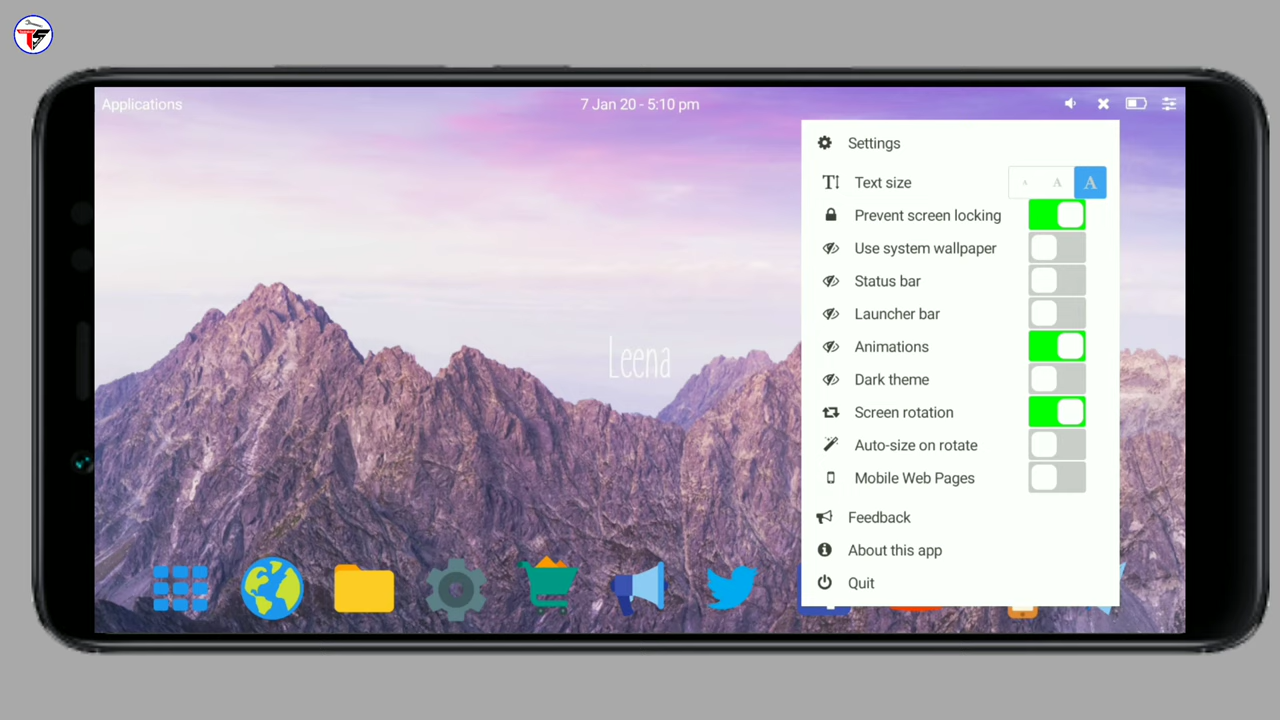 TS
Applications
7 Jan 20 - 5:10 pm
Settings
Text size
A A A
Prevent screen locking
Use system wallpaper
Status bar
Launcher bar
Animations
Dark theme
Screen rotation
Auto-size on rotate
Mobile Web Pages
Feedback
About this app
Quit
Leena